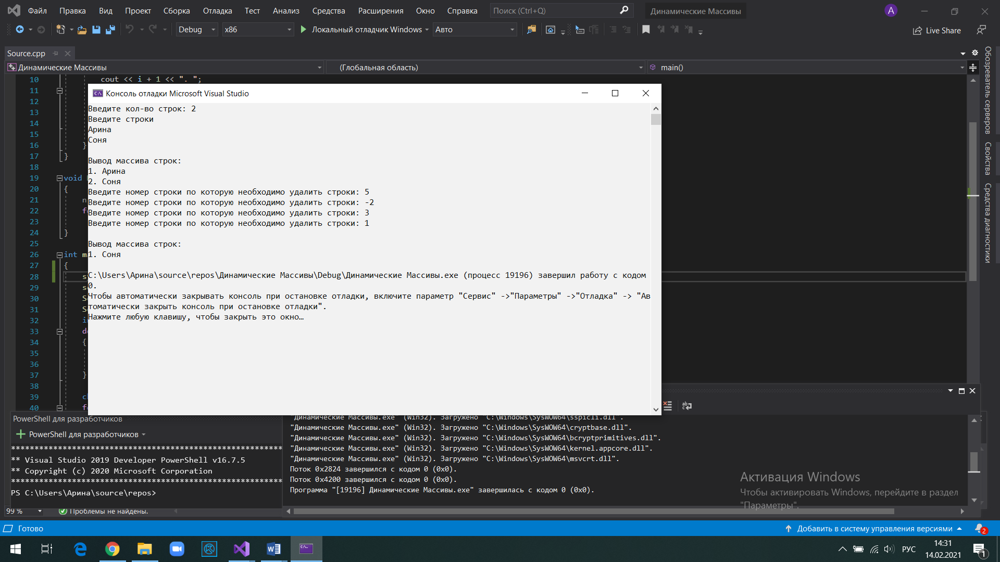 Файл Правка Вид Проект Сборка Отладка Тест Анализ Средства Расширения Окно Справка Поиск (Ctrl+Q) Динамические Массивы A
Debug x86 Локальный отладчик Windows Авто Live Share
Source.cpp
Динамические Массивы (Глобальная область) main()
10 cout << i + 1 << ". ";
11
12
13
14
15
16 }
17 }
18
19 void
20 {
21
22
23
24 }
25
26 int
27 {
28
29
30
31
32
33
34 {
35
36
37 }
38
39
40
Консоль отладки Microsoft Visual Studio
Введите кол-во строк: 2
Введите строки
Арина
Соня
Вывод массива строк:
1. Арина
2. Соня
Введите номер строки по которую необходимо удалить строки: 5
Введите номер строки по которую необходимо удалить строки: -2
Введите номер строки по которую необходимо удалить строки: 3
Введите номер строки по которую необходимо удалить строки: 1
Вывод массива строк:
1. Соня
C:\Users\Арина\source\repos\Динамические Массивы\Debug\Динамические Массивы.exe (процесс 19196) завершил работу с кодом
0.
Чтобы автоматически закрывать консоль при остановке отладки, включите параметр "Сервис" ->"Параметры" ->"Отладка" -> "Ав
томатически закрыть консоль при остановке отладки".
Нажмите любую клавишу, чтобы закрыть это окно…
Обозреватель серверов
Свойства
Средства диагностики
PowerShell для разработчиков
PowerShell для разработчиков
**********************************************************
** Visual Studio 2019 Developer PowerShell v16.7.5
** Copyright (c) 2020 Microsoft Corporation
**********************************************************
PS C:\Users\Арина\source\repos>
"Динамические Массивы.exe" (Win32). Загружено "C:\Windows\SysWOW64\sspicli.dll".
"Динамические Массивы.exe" (Win32). Загружено "C:\Windows\SysWOW64\cryptbase.dll".
"Динамические Массивы.exe" (Win32). Загружено "C:\Windows\SysWOW64\bcryptprimitives.dll".
"Динамические Массивы.exe" (Win32). Загружено "C:\Windows\SysWOW64\kernel.appcore.dll".
"Динамические Массивы.exe" (Win32). Загружено "C:\Windows\SysWOW64\msvcrt.dll".
Поток 0x2824 завершился с кодом 0 (0x0).
Поток 0x4200 завершился с кодом 0 (0x0).
Программа "[19196] Динамические Массивы.exe" завершилась с кодом 0 (0x0).
Активация Windows
Чтобы активировать Windows, перейдите в раздел
"Параметры".
99 % Проблемы не найдены.
Готово Добавить в систему управления версиями 2
РУС 14:31
14.02.2021 1